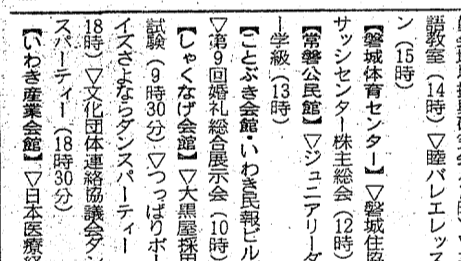 語教室（14時）▽睦バレエレッス
ン（15時）
【磐城体育センター】▽磐城住協
サッシセンター株主総会（12時）
【常磐公民館】▽ジュニアリーダ
ー学級（13時）
【ことぶき会館・いわき民報ビル】
▽第9回婚礼総合展示会（10時）
【しゃくなげ会館】▽大黒屋採用
試験（9時30分）▽つっぱりボー
イズさよならダンスパーティー（
18時）▽文化団体連絡協議会ダン
スパーティー（18時30分）
【いわき産業会館】▽日本医療経